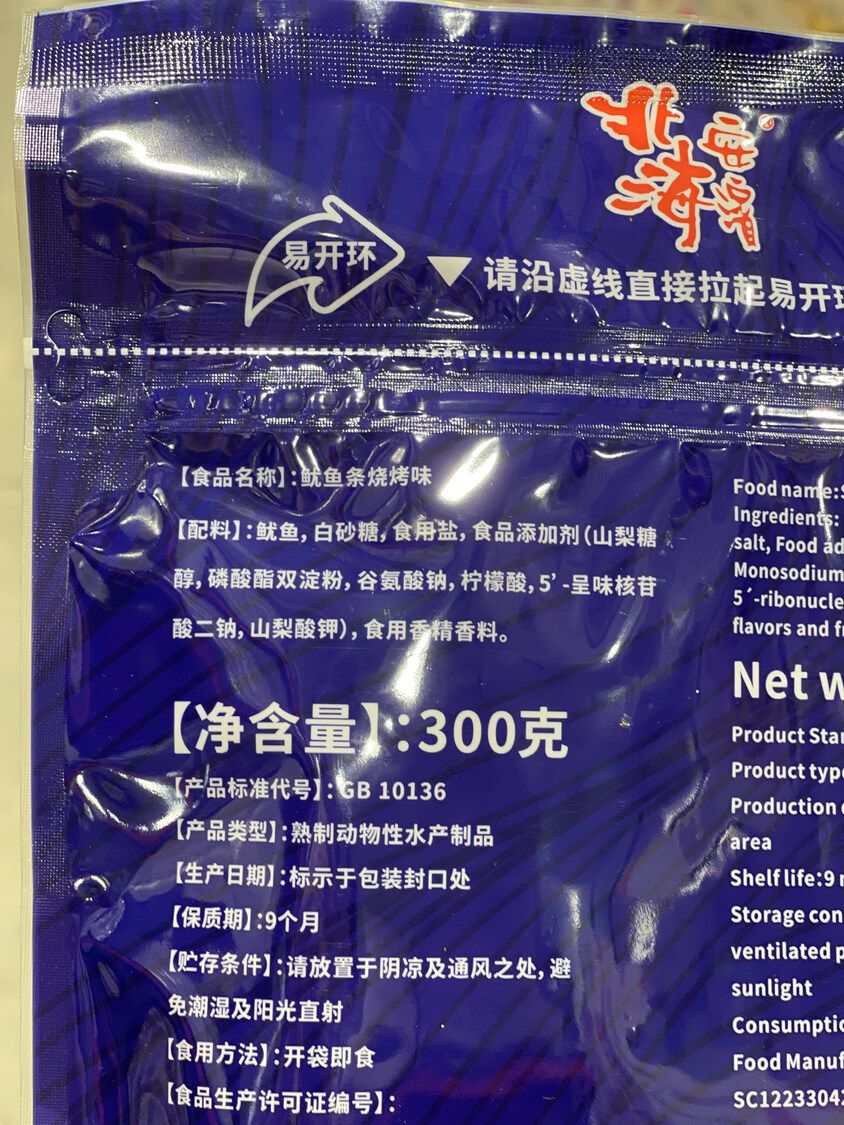 北海
易开环
请沿虚线直接拉起易开
【食品名称】:鱿鱼条烧烤味
【配料】:鱿鱼,白砂糖,食用盐,食品添加剂(山梨糖
醇,磷酸酯双淀粉,谷氨酸钠,柠檬酸,5’-呈味核苷
酸二钠,山梨酸钾),食用香精香料。
【净含量】:300克
【产品标准代号】:GB 10136
【产品类型】:熟制动物性水产制品
【生产日期】:标示于包装封口处
【保质期】:9个月
【贮存条件】:请放置于阴凉及通风之处,避
免潮湿及阳光直射
【食用方法】:开袋即食
【食品生产许可证编号】:
Food name:
Ingredients:
salt, Food ad
Monosodium
5´-ribonucle
flavors and f
Net w
Product Stan
Product type
Production
area
Shelf life:9
Storage con
ventilated p
sunlight
Consumptio
Food Manuf
SC1223304